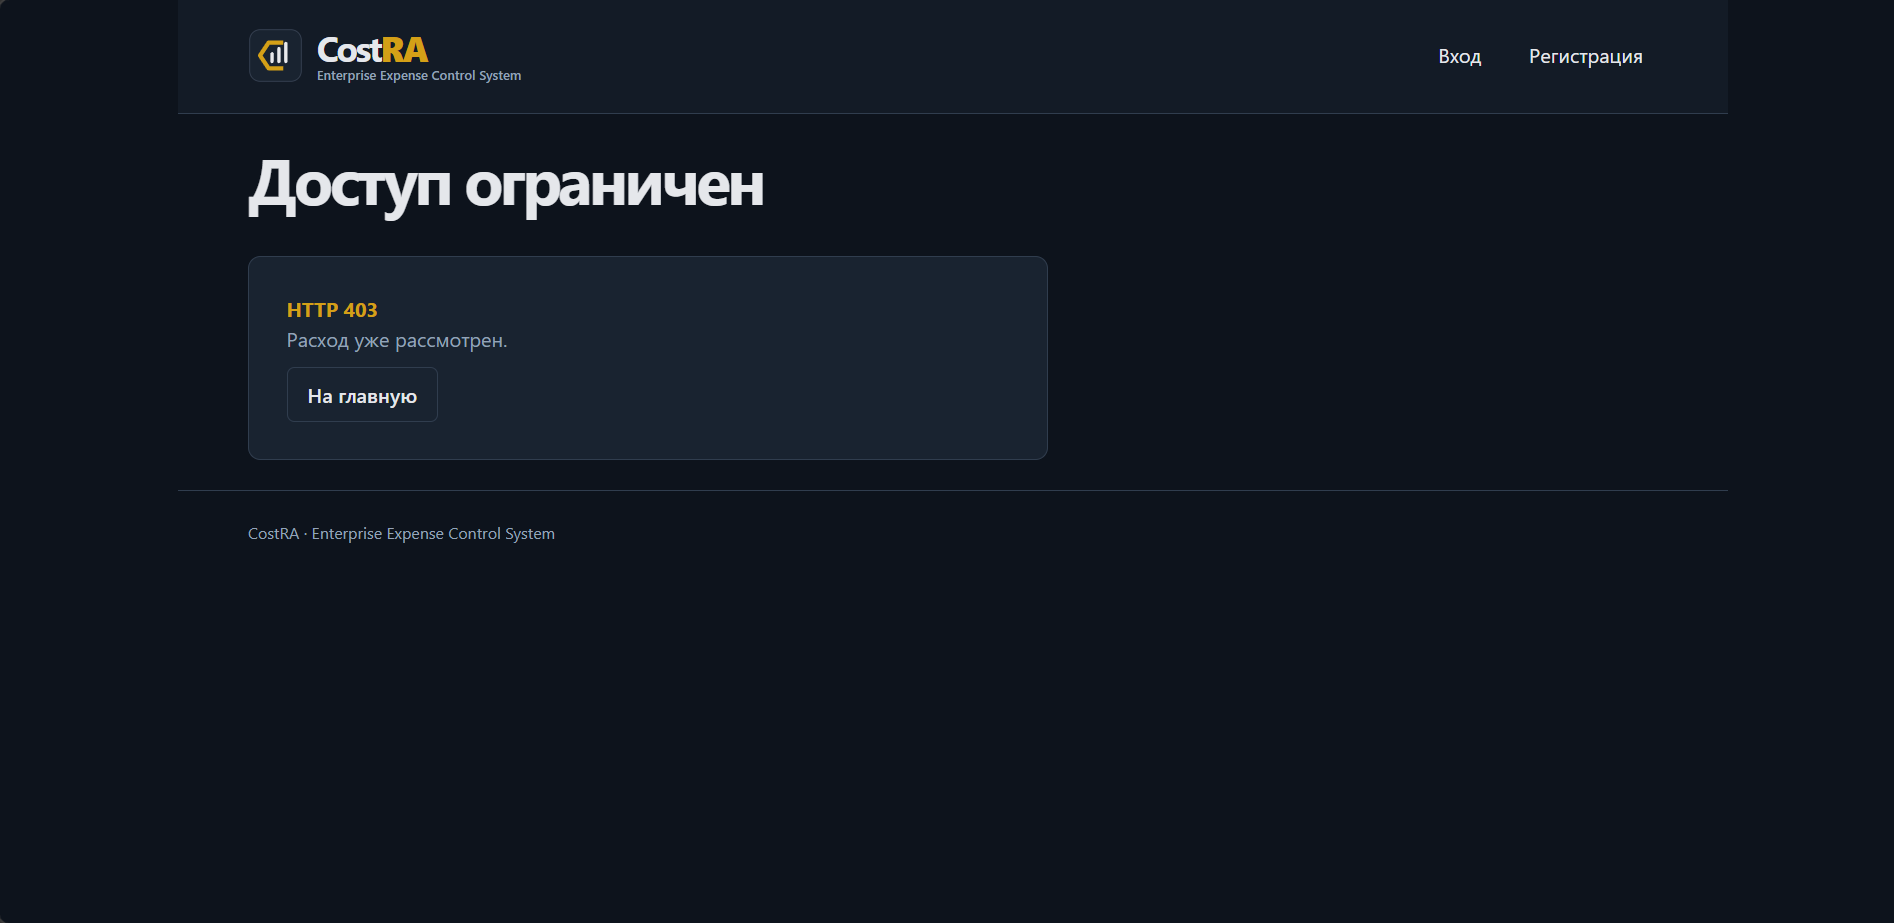 CostRA
Enterprise Expense Control System
Вход
Регистрация
Доступ ограничен
HTTP 403
Расход уже рассмотрен.
На главную
CostRA · Enterprise Expense Control System